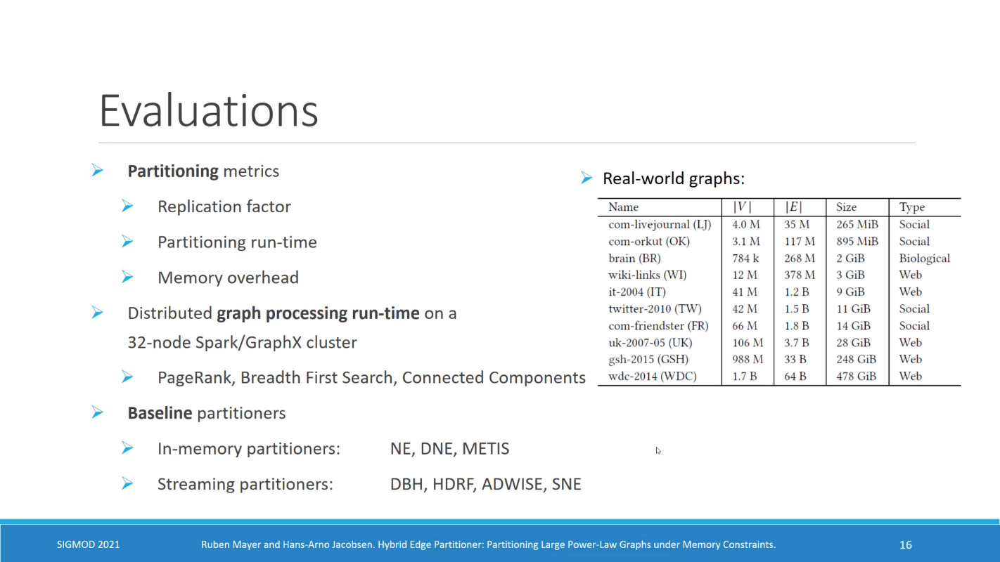 Evaluations
Partitioning metrics
Replication factor
Partitioning run-time
Memory overhead
Distributed graph processing run-time on a
32-node Spark/GraphX cluster
PageRank, Breadth First Search, Connected Components
Baseline partitioners
In-memory partitioners: NE, DNE, METIS
Streaming partitioners: DBH, HDRF, ADWISE, SNE
Real-world graphs:
Name |V| |E| Size Type
com-livejournal (LJ) 4.0 M 35 M 265 MiB Social
com-orkut (OK) 3.1 M 117 M 895 MiB Social
brain (BR) 784 k 268 M 2 GiB Biological
wiki-links (WI) 12 M 378 M 3 GiB Web
it-2004 (IT) 41 M 1.2 B 9 GiB Web
twitter-2010 (TW) 42 M 1.5 B 11 GiB Social
com-friendster (FR) 66 M 1.8 B 14 GiB Social
uk-2007-05 (UK) 106 M 3.7 B 28 GiB Web
gsh-2015 (GSH) 988 M 33 B 248 GiB Web
wdc-2014 (WDC) 1.7 B 64 B 478 GiB Web
SIGMOD 2021 Ruben Mayer and Hans-Arno Jacobsen. Hybrid Edge Partitioner: Partitioning Large Power-Law Graphs under Memory Constraints. 16